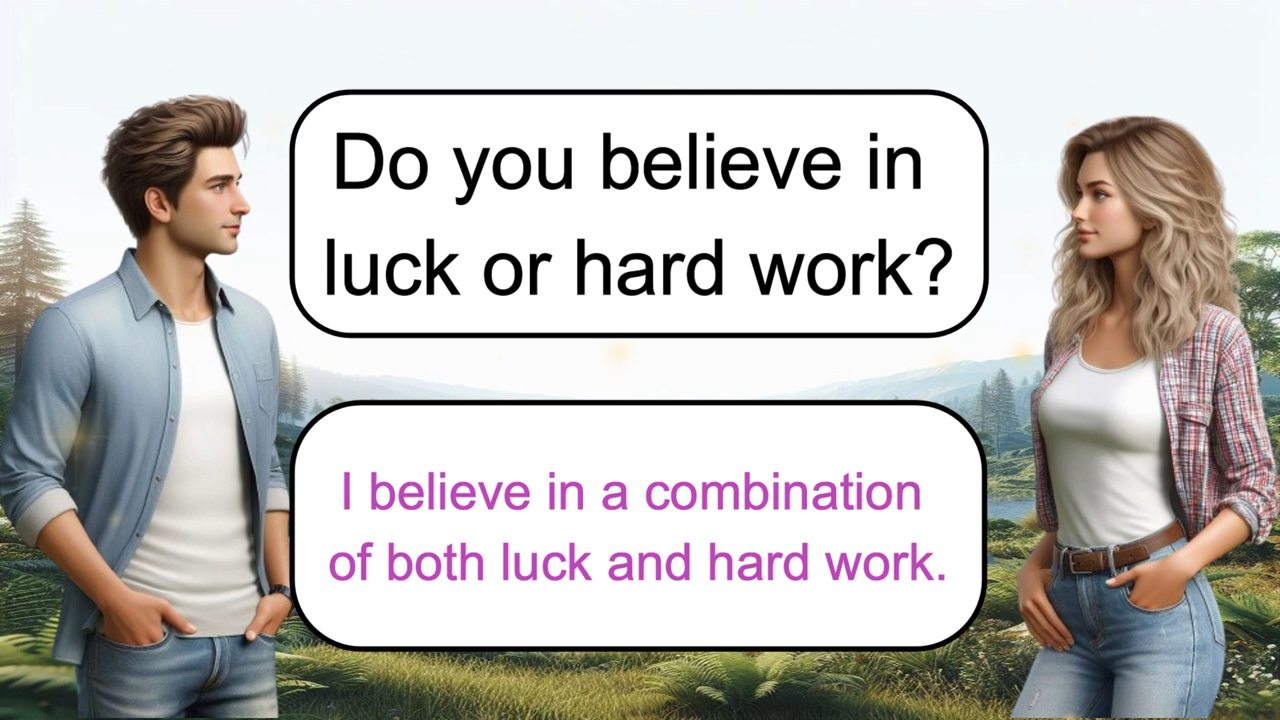 Do you believe in
luck or hard work?
I believe in a combination
of both luck and hard work.